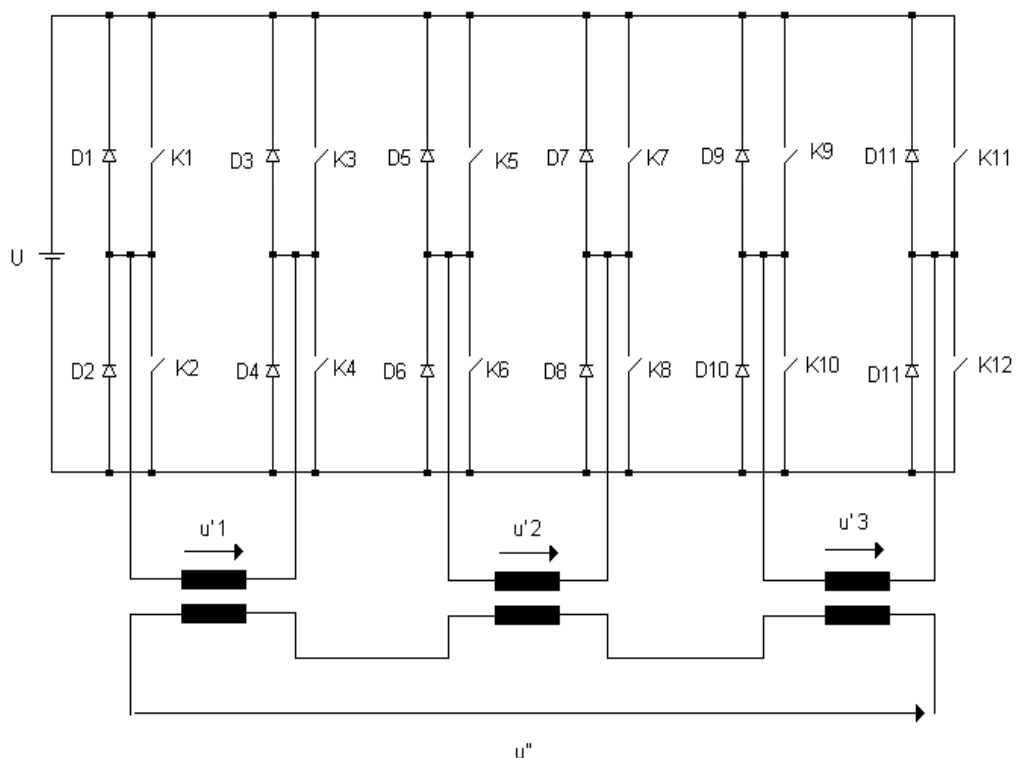 D1 K1 D3 K3 D5 K5 D7 K7 D9 K9 D11 K11
U
D2 K2 D4 K4 D6 K6 D8 K8 D10 K10 D11 K12
u'1 u'2 u'3
u"